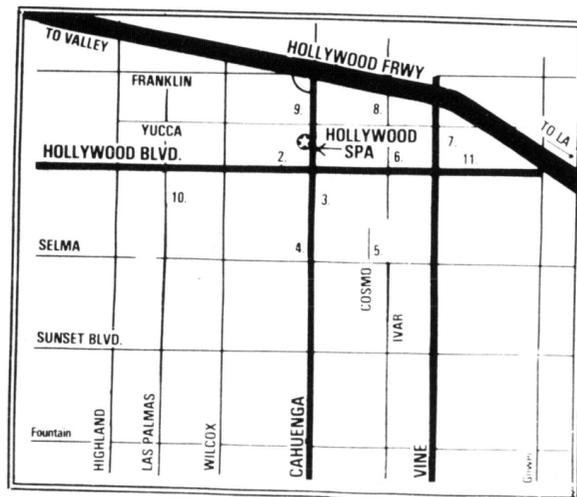 TO VALLEY
HOLLYWOOD FRWY
FRANKLIN
9.
8.
TO LA
YUCCA
HOLLYWOOD
SPA
7.
HOLLYWOOD BLVD.
2.
6.
11.
10.
3.
SELMA
4.
5.
COSMO
IVAR
SUNSET BLVD.
Fountain
HIGHLAND
LAS PALMAS
WILCOX
CAHUENGA
VINE